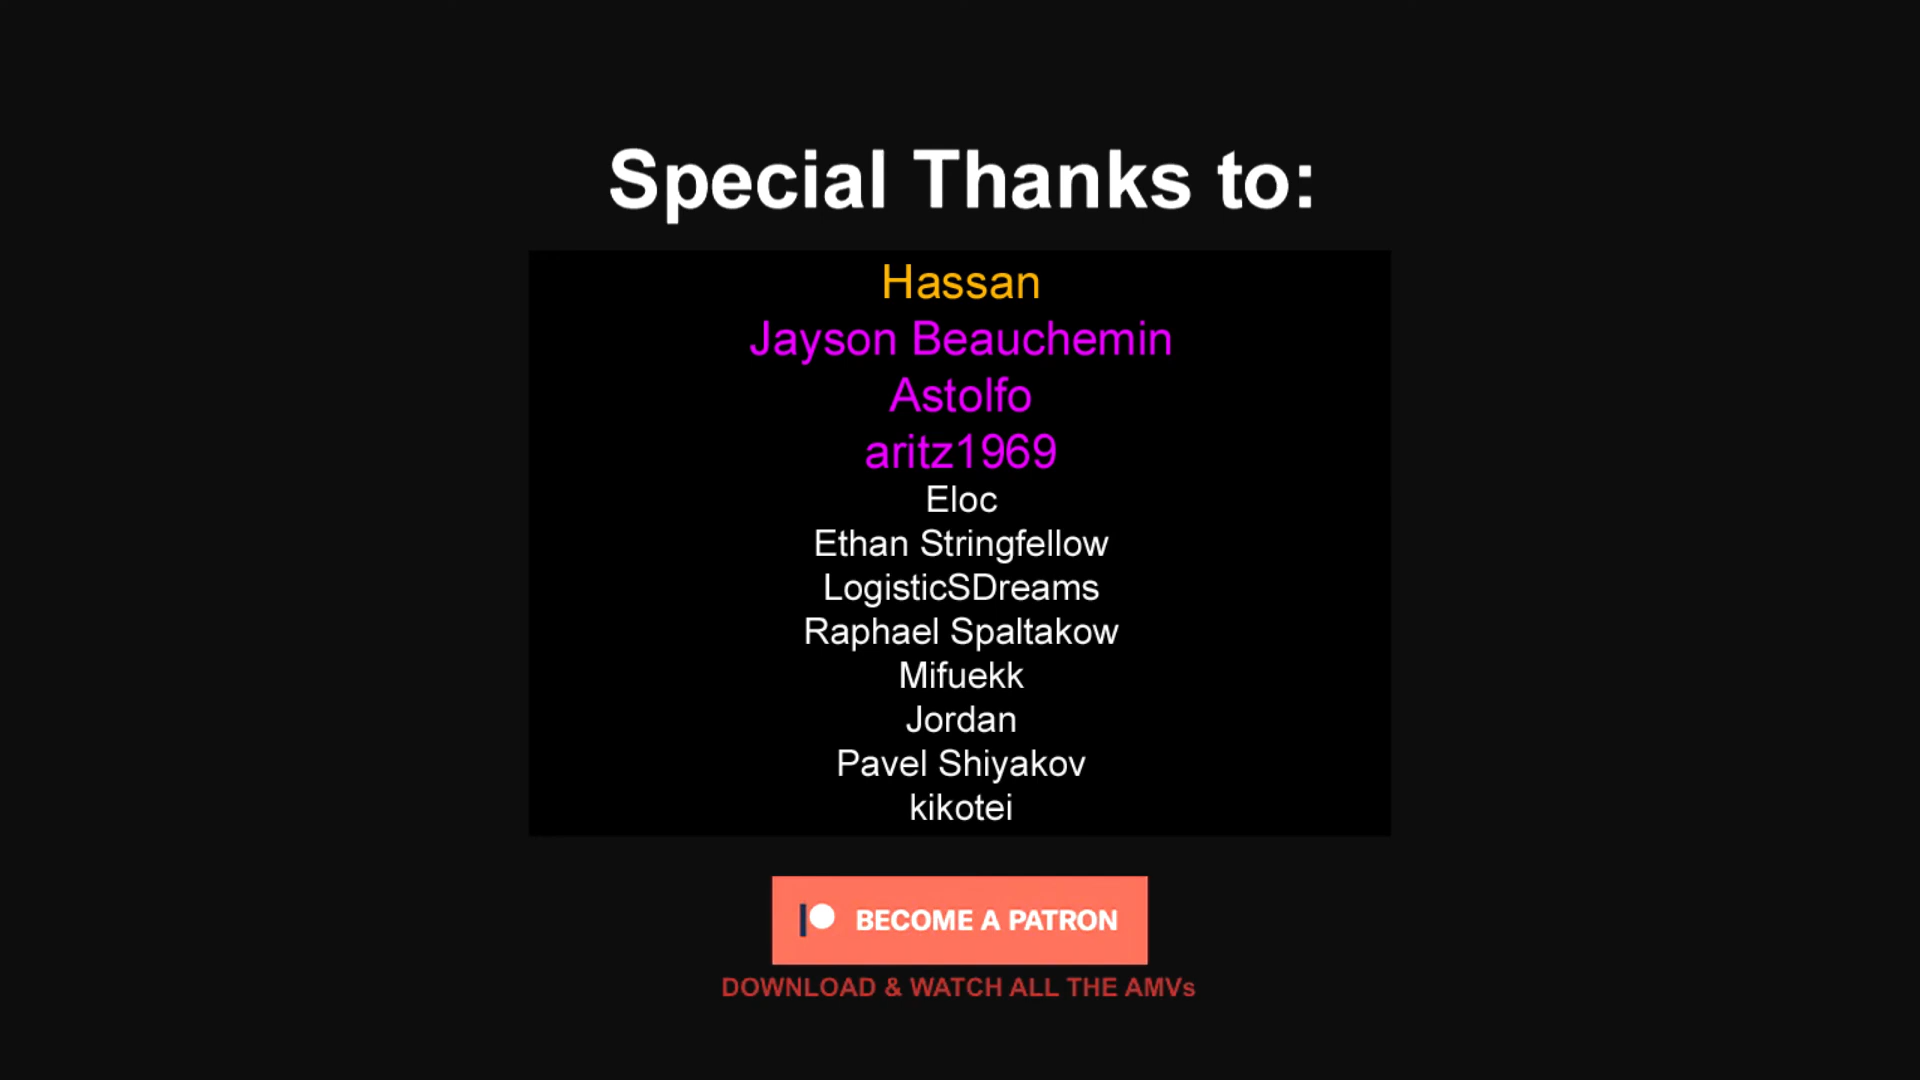 Special Thanks to:
Hassan
Jayson Beauchemin
Astolfo
aritz1969
Eloc
Ethan Stringfellow
LogisticSDreams
Raphael Spaltakow
Mifuekk
Jordan
Pavel Shiyakov
kikotei
BECOME A PATRON
DOWNLOAD & WATCH ALL THE AMVs